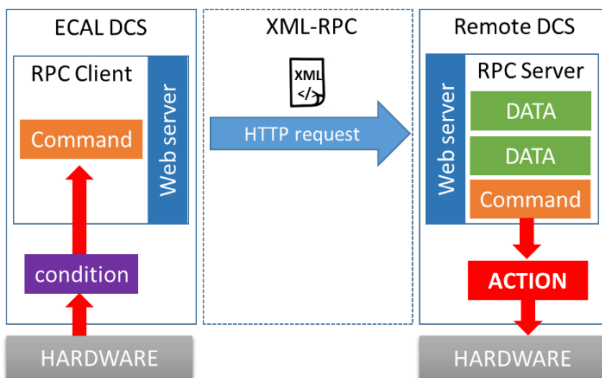 ECAL DCS
RPC Client
Command
Web server
condition
HARDWARE
XML-RPC
XML
</>
HTTP request
Remote DCS
Web server
RPC Server
DATA
DATA
Command
ACTION
HARDWARE